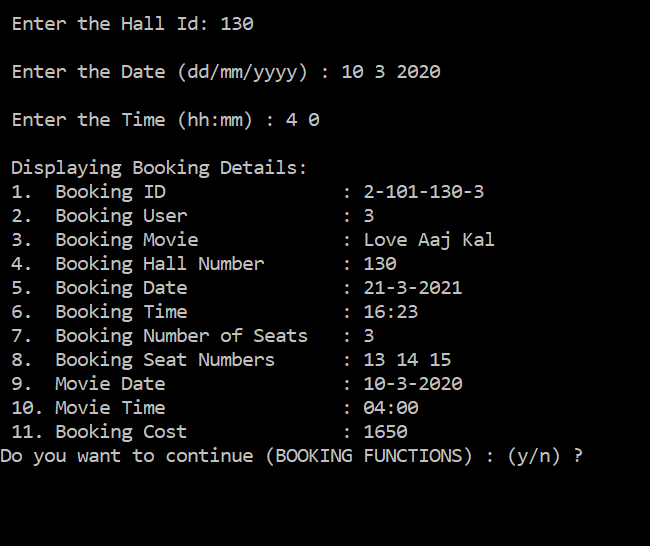 Enter the Hall Id: 130
Enter the Date (dd/mm/yyyy) : 10 3 2020
Enter the Time (hh:mm) : 4 0
Displaying Booking Details:
1.  Booking ID                : 2-101-130-3
2.  Booking User              : 3
3.  Booking Movie             : Love Aaj Kal
4.  Booking Hall Number       : 130
5.  Booking Date              : 21-3-2021
6.  Booking Time              : 16:23
7.  Booking Number of Seats   : 3
8.  Booking Seat Numbers      : 13 14 15
9.  Movie Date                : 10-3-2020
10. Movie Time                : 04:00
11. Booking Cost              : 1650
Do you want to continue (BOOKING FUNCTIONS) : (y/n) ?